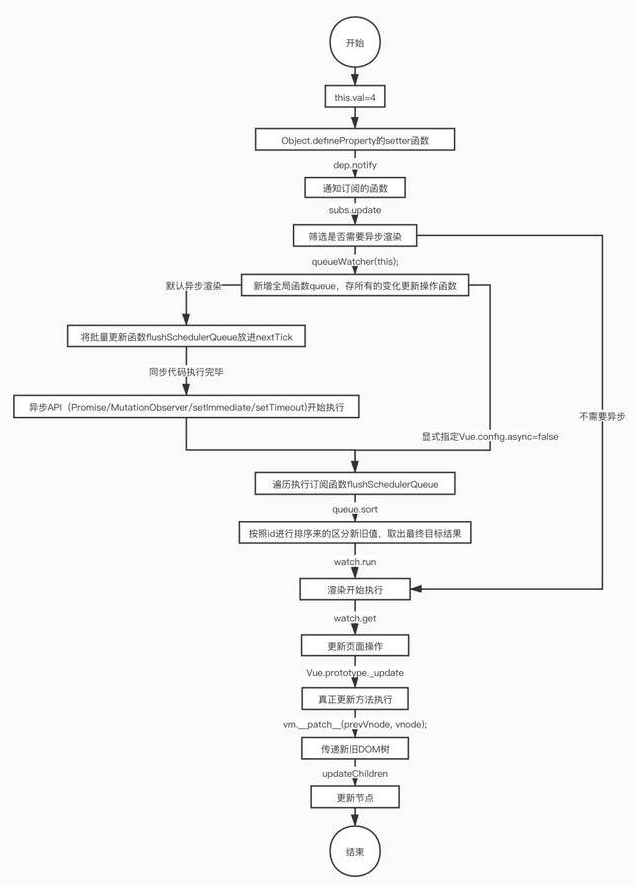 开始
this.val=4
Object.defineProperty的setter函数
dep.notify
通知订阅的函数
subs.update
筛选是否需要异步渲染
queueWatcher(this);
默认异步渲染
新增全局函数queue，存所有的变化更新操作函数
将批量更新函数flushSchedulerQueue放进nextTick
同步代码执行完毕
异步API（Promise/MutationObserver/setImmediate/setTimeout)开始执行
不需要异步
显式指定Vue.config.async=false
遍历执行订阅函数flushSchedulerQueue
queue.sort
按照id进行排序来的区分新旧值，取出最终目标结果
watch.run
渲染开始执行
watch.get
更新页面操作
Vue.prototype._update
真正更新方法执行
vm.__patch__(prevVnode, vnode);
传递新旧DOM树
updateChildren
更新节点
结束